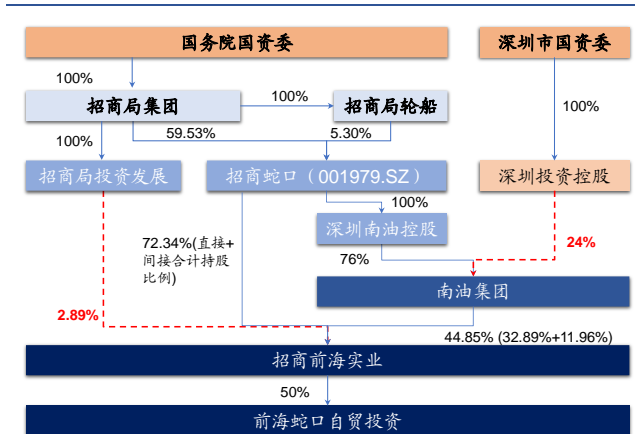 国务院国资委
深圳市国资委
100%
招商局集团
100%
招商局轮船
100%
100%
59.53%
5.30%
招商局投资发展
招商蛇口（001979.SZ）
深圳投资控股
100%
深圳南油控股
72.34%(直接+
间接合计持股
比例)
76%
24%
南油集团
2.89%
44.85% (32.89%+11.96%)
招商前海实业
50%
前海蛇口自贸投资